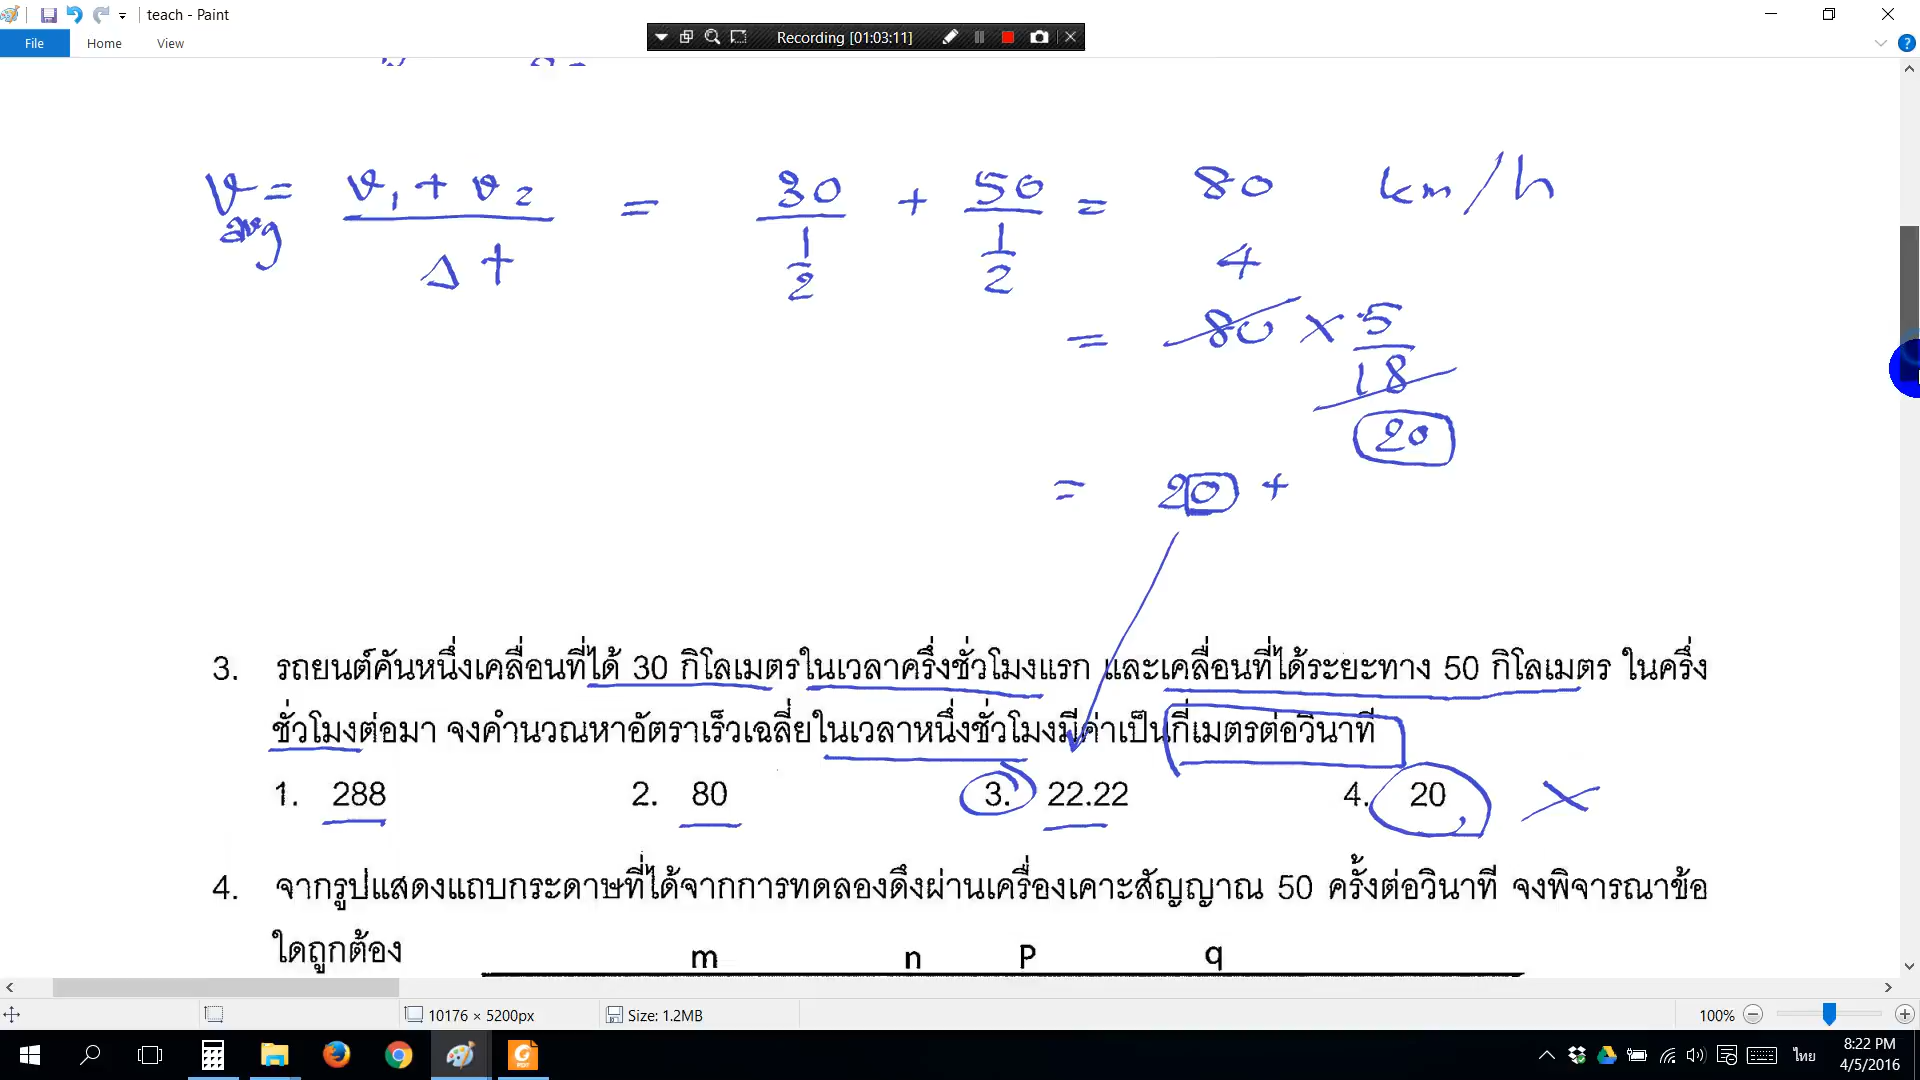 teach - Paint
File Home View
Recording [01:03:11]
v avg = v₁ + v₂ / Δt = 30 / 1/2 + 50 / 1/2 = 80 km/h
4
= 80 × 5/18
20
= 20 +
3. รถยนต์คันหนึ่งเคลื่อนที่ได้ 30 กิโลเมตรในเวลาครึ่งชั่วโมงแรก และเคลื่อนที่ได้ระยะทาง 50 กิโลเมตร ในครึ่ง
ชั่วโมงต่อมา จงคำนวณหาอัตราเร็วเฉลี่ยในเวลาหนึ่งชั่วโมงมีค่าเป็นกี่เมตรต่อวินาที
1. 288 2. 80 3. 22.22 4. 20
4. จากรูปแสดงแถบกระดาษที่ได้จากการทดลองดึงผ่านเครื่องเคาะสัญญาณ 50 ครั้งต่อวินาที จงพิจารณาข้อ
ใดถูกต้อง
m n P q
10176 × 5200px Size: 1.2MB 100%
ไทย 8:22 PM
4/5/2016